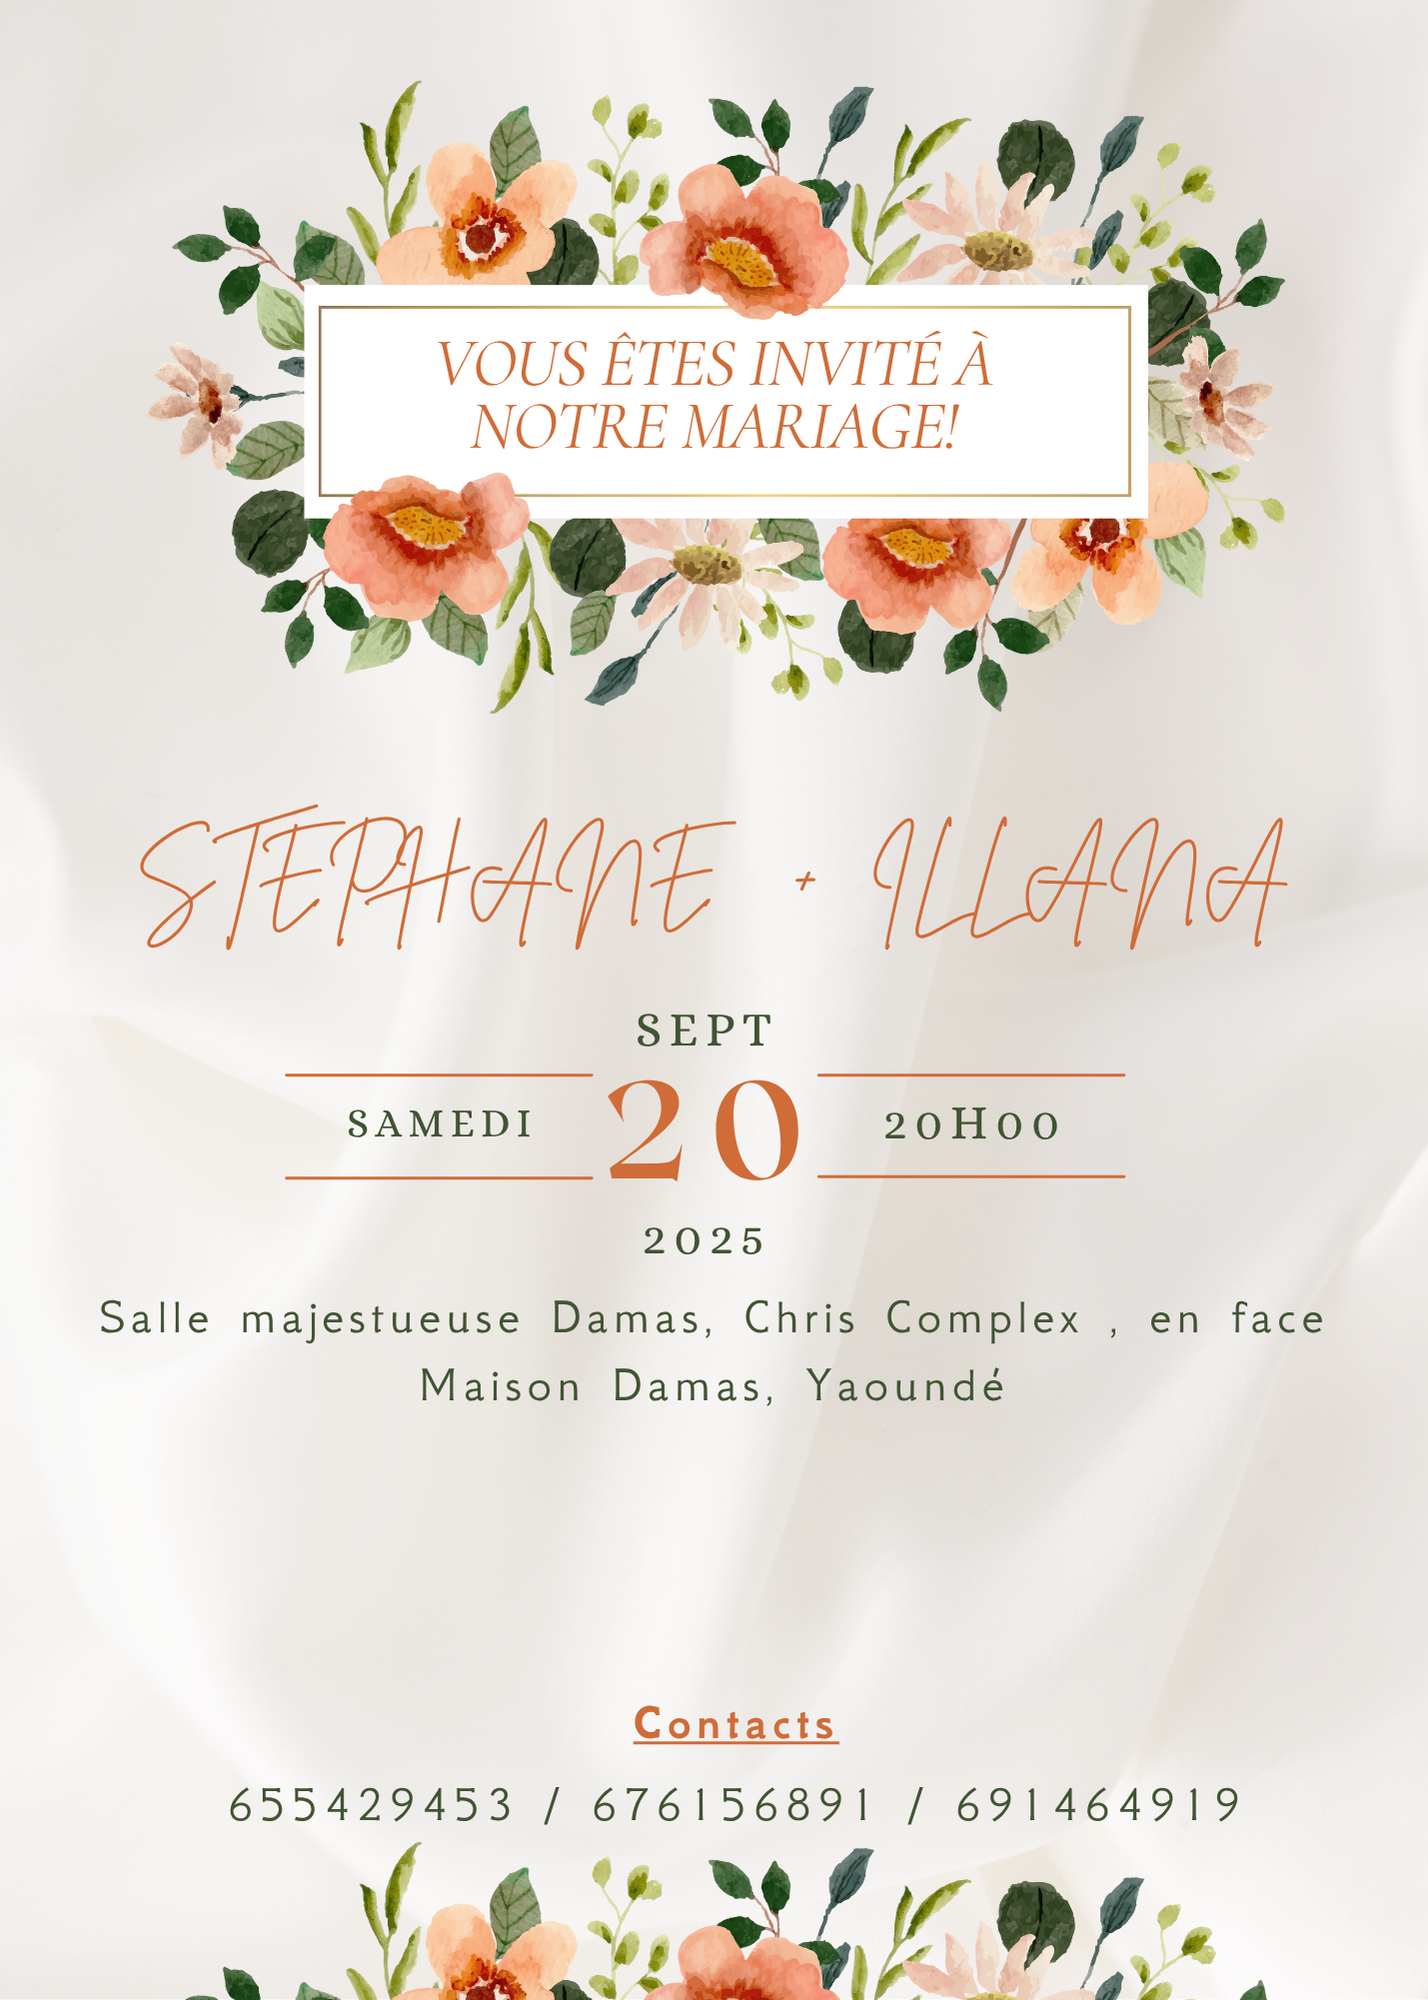 VOUS ÊTES INVITÉ À
NOTRE MARIAGE!
STEPHANE + ILLANA
SEPT
SAMEDI 20 20H00
2025
Salle majestueuse Damas, Chris Complex , en face
Maison Damas, Yaoundé
Contacts
655429453 / 676156891 / 691464919